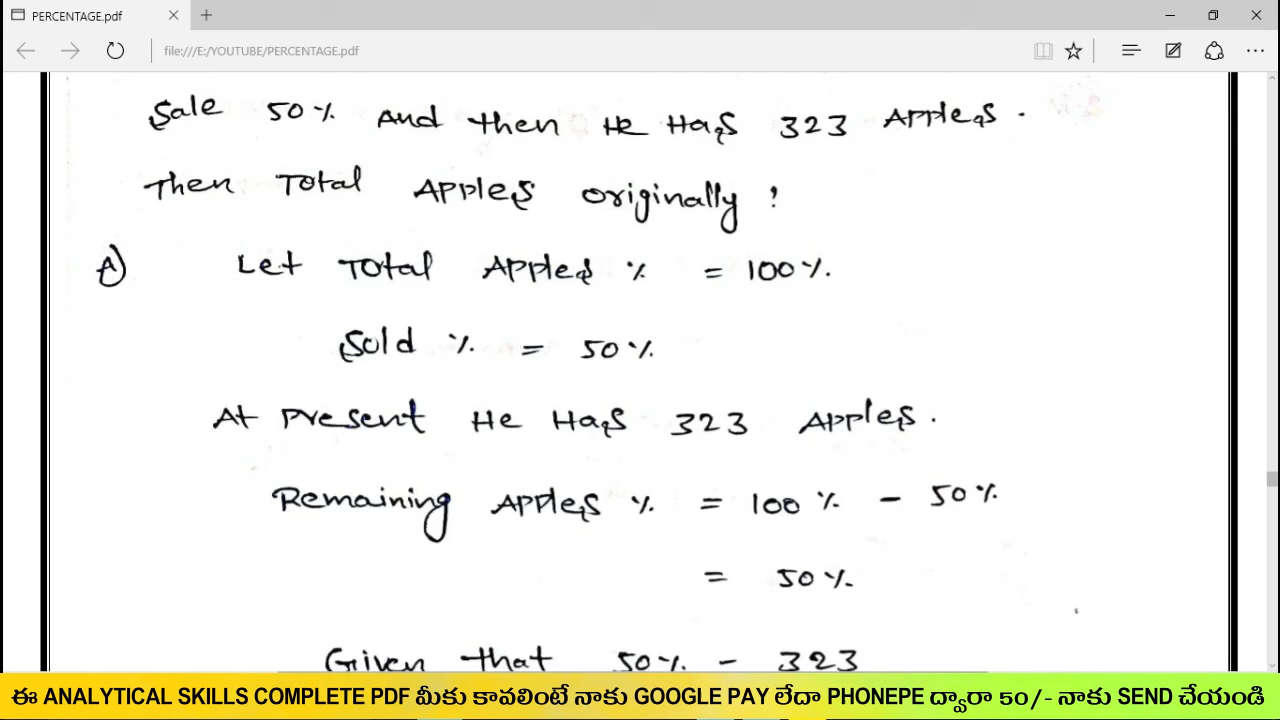 PERCENTAGE.pdf
file:///E:/YOUTUBE/PERCENTAGE.pdf
Sale 50% And then He Has 323 Apples.
Then Total Apples originally?
A) Let Total Apples % = 100%.
Sold % = 50%
At Present He Has 323 Apples.
Remaining Apples % = 100% - 50%
= 50%
Given that 50% - 323
ఈ ANALYTICAL SKILLS COMPLETE PDF మీకు కావలింటే నాకు GOOGLE PAY లేదా PHONEPE ద్వారా 50/- నాకు SEND చేయండి